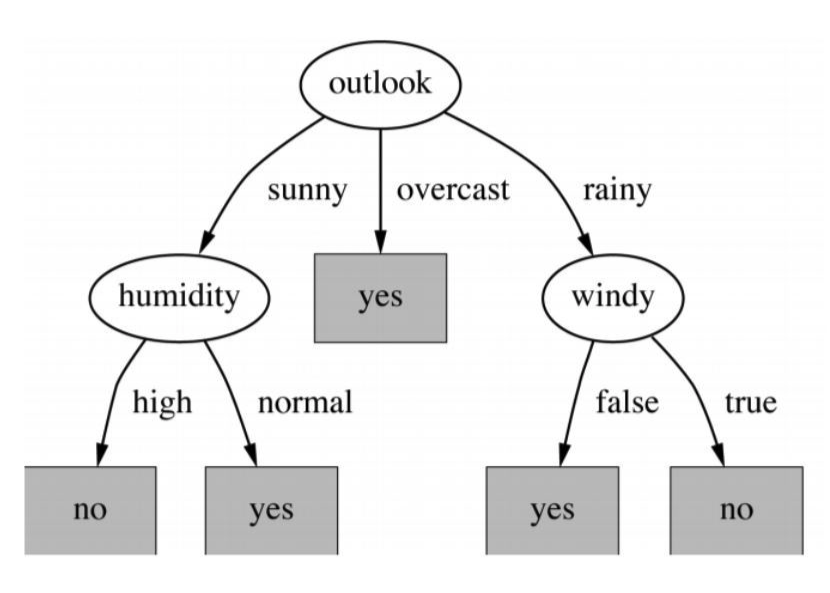 outlook
sunny overcast rainy
humidity yes windy
high normal false true
no yes yes no